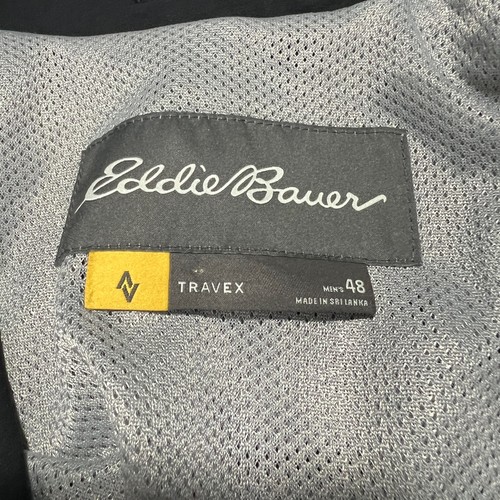 Eddie Bauer
TRAVEX
MEN'S 48
MADE IN SRI LANKA